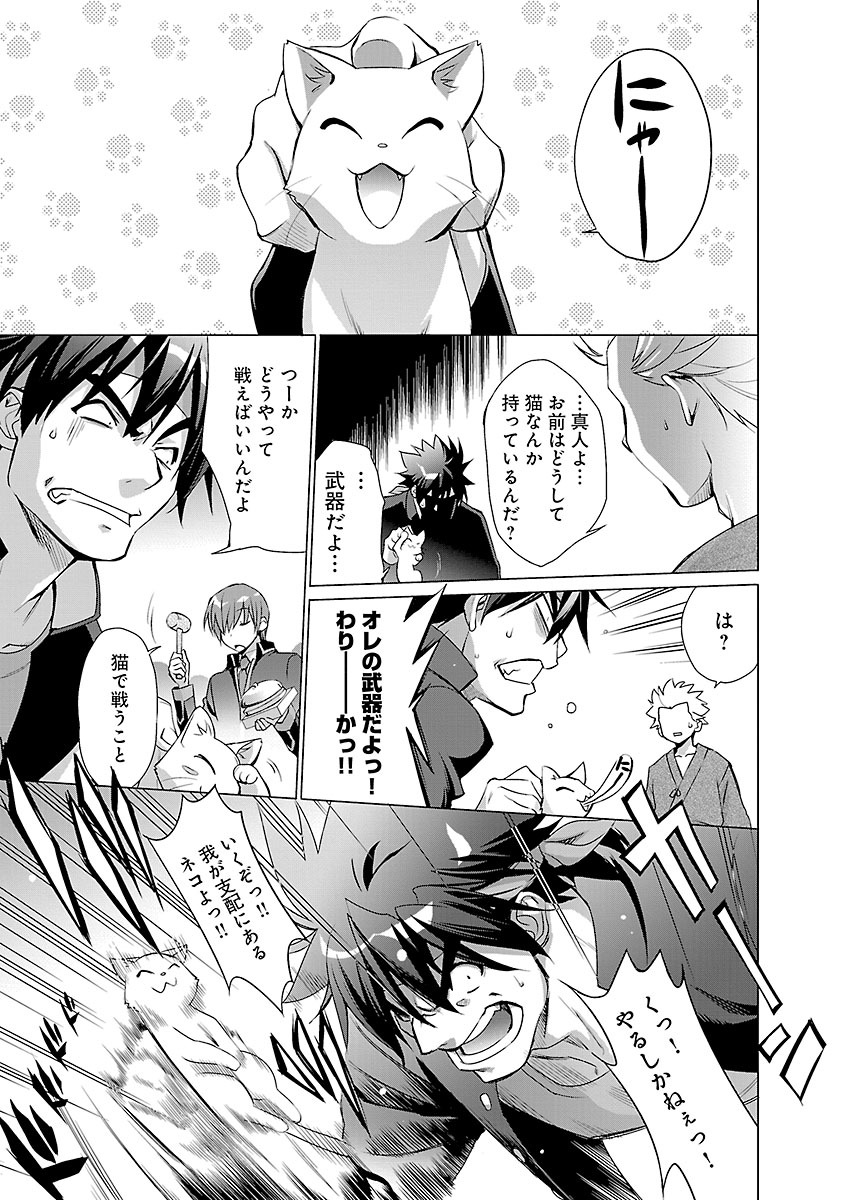 にゃー
…真人よ…
お前はどうして
猫なんか
持っているんだ?
…
武器だよ…
つーか
どうやって
戦えばいいんだよ
は?
に
オレの武器だよっ!
わりーーかっ!!
猫で戦うこと
ガーッ
くっ!
やるしかねぇっ!
いくぞっ!!
我が支配にある
ネコよっ!!